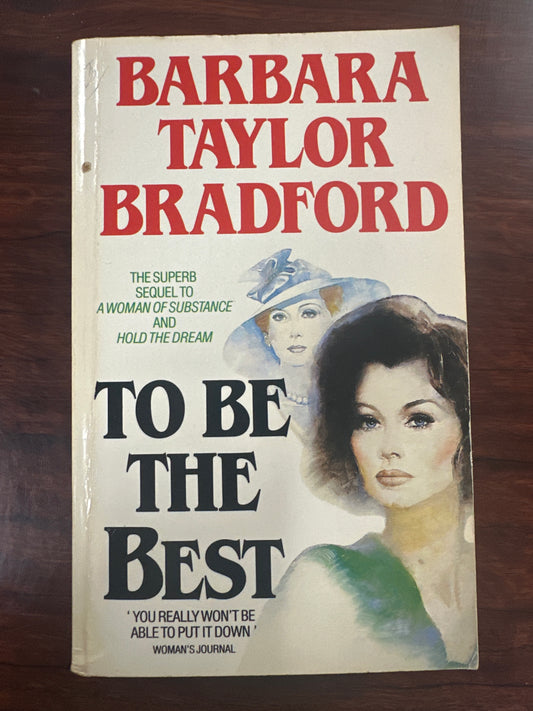 BARBARA
TAYLOR
BRADFORD
THE SUPERB
SEQUEL TO
A WOMAN OF SUBSTANCE
AND
HOLD THE DREAM
TO BE
THE
BEST
‘YOU REALLY WON'T BE
ABLE TO PUT IT DOWN’
WOMAN'S JOURNAL